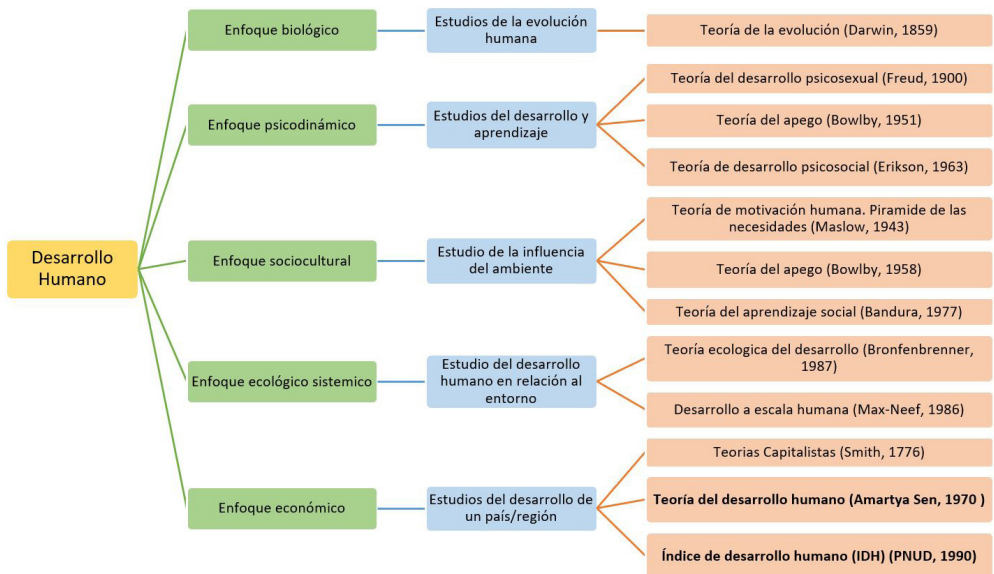 Desarrollo
Humano
Enfoque biológico
Estudios de la evolución
humana
Teoría de la evolución (Darwin, 1859)
Enfoque psicodinámico
Estudios del desarrollo y
aprendizaje
Teoría del desarrollo psicosexual (Freud, 1900)
Teoría del apego (Bowlby, 1951)
Teoría de desarrollo psicosocial (Erikson, 1963)
Enfoque sociocultural
Estudio de la influencia
del ambiente
Teoría de motivación humana. Piramide de las
necesidades (Maslow, 1943)
Teoría del apego (Bowlby, 1958)
Teoría del aprendizaje social (Bandura, 1977)
Enfoque ecológico sistemico
Estudio del desarrollo
humano en relación al
entorno
Teoría ecologica del desarrollo (Bronfenbrenner,
1987)
Desarrollo a escala humana (Max-Neef, 1986)
Enfoque económico
Estudios del desarrollo de
un país/región
Teorias Capitalistas (Smith, 1776)
Teoría del desarrollo humano (Amartya Sen, 1970 )
Índice de desarrollo humano (IDH) (PNUD, 1990)